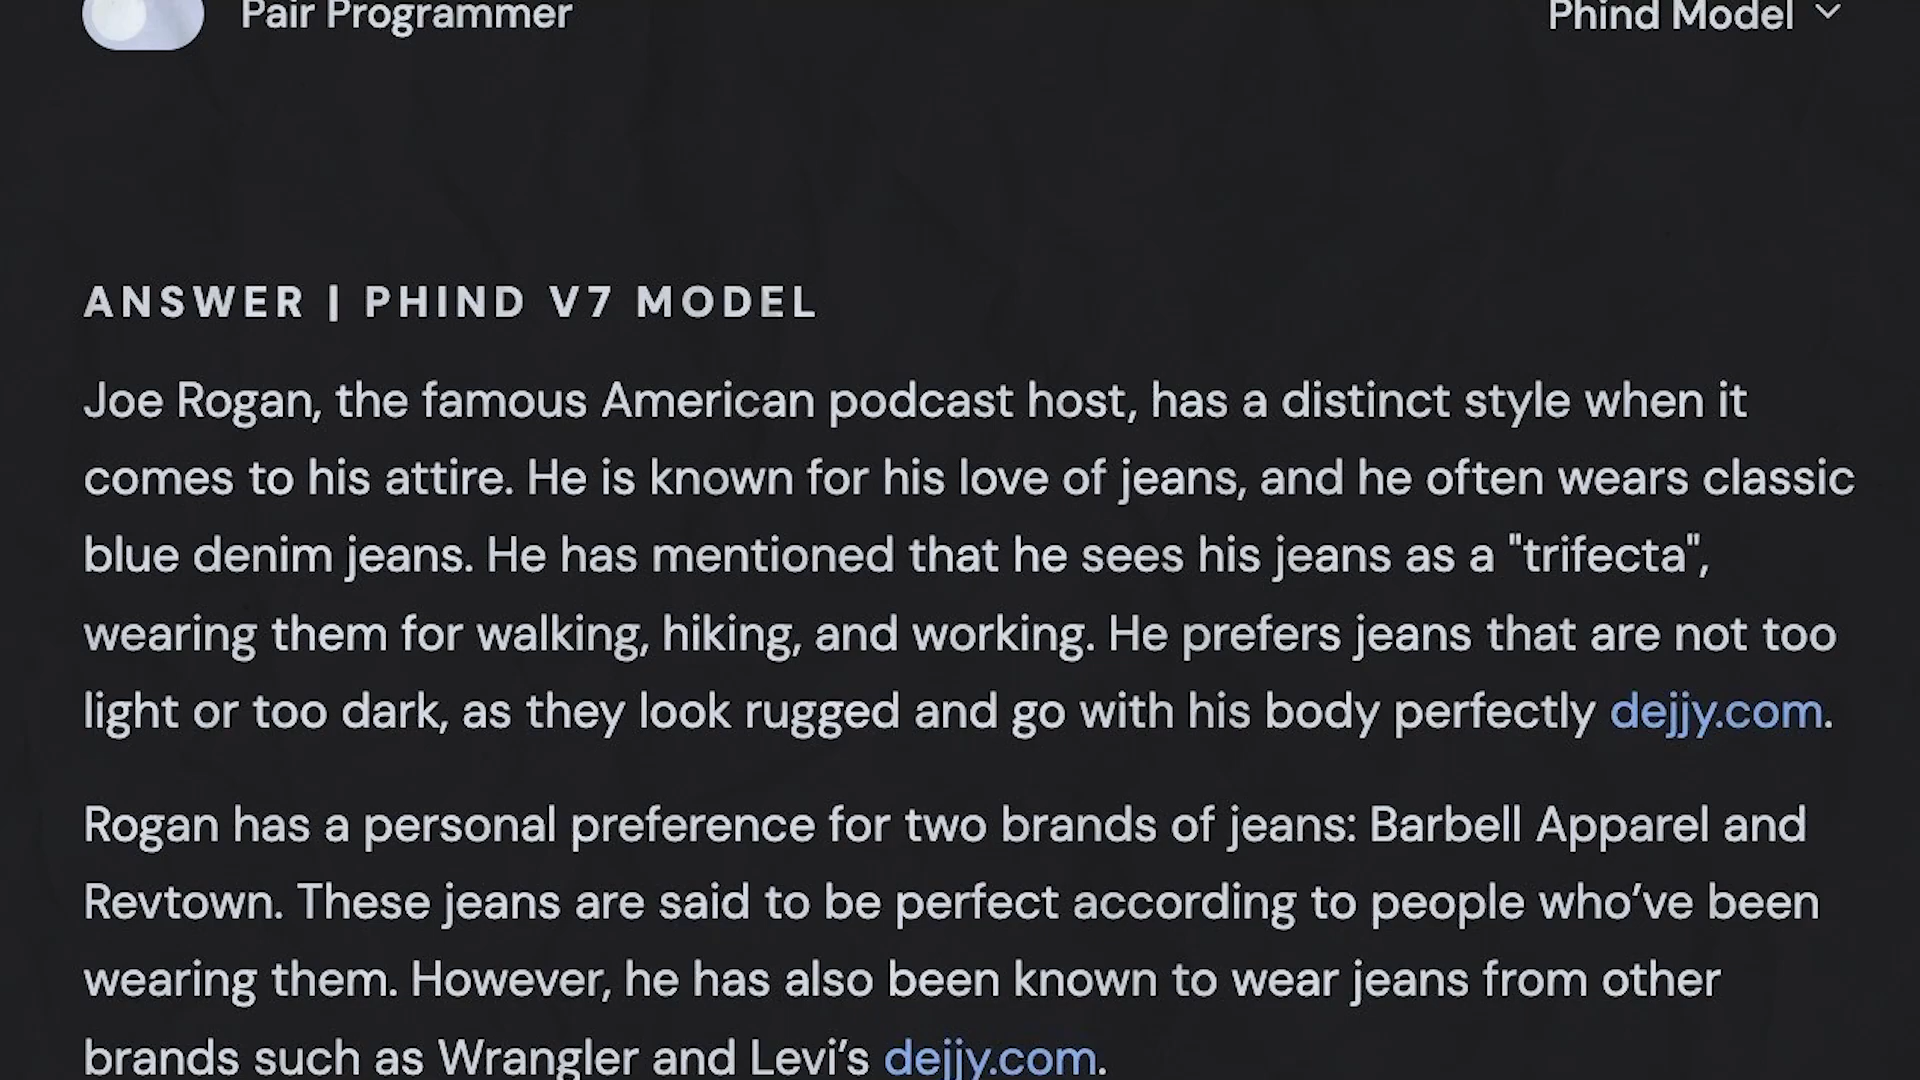 Pair Programmer
Phind Model
ANSWER | PHIND V7 MODEL
Joe Rogan, the famous American podcast host, has a distinct style when it
comes to his attire. He is known for his love of jeans, and he often wears classic
blue denim jeans. He has mentioned that he sees his jeans as a "trifecta",
wearing them for walking, hiking, and working. He prefers jeans that are not too
light or too dark, as they look rugged and go with his body perfectly dejjy.com.
Rogan has a personal preference for two brands of jeans: Barbell Apparel and
Revtown. These jeans are said to be perfect according to people who’ve been
wearing them. However, he has also been known to wear jeans from other
brands such as Wrangler and Levi’s dejjy.com.